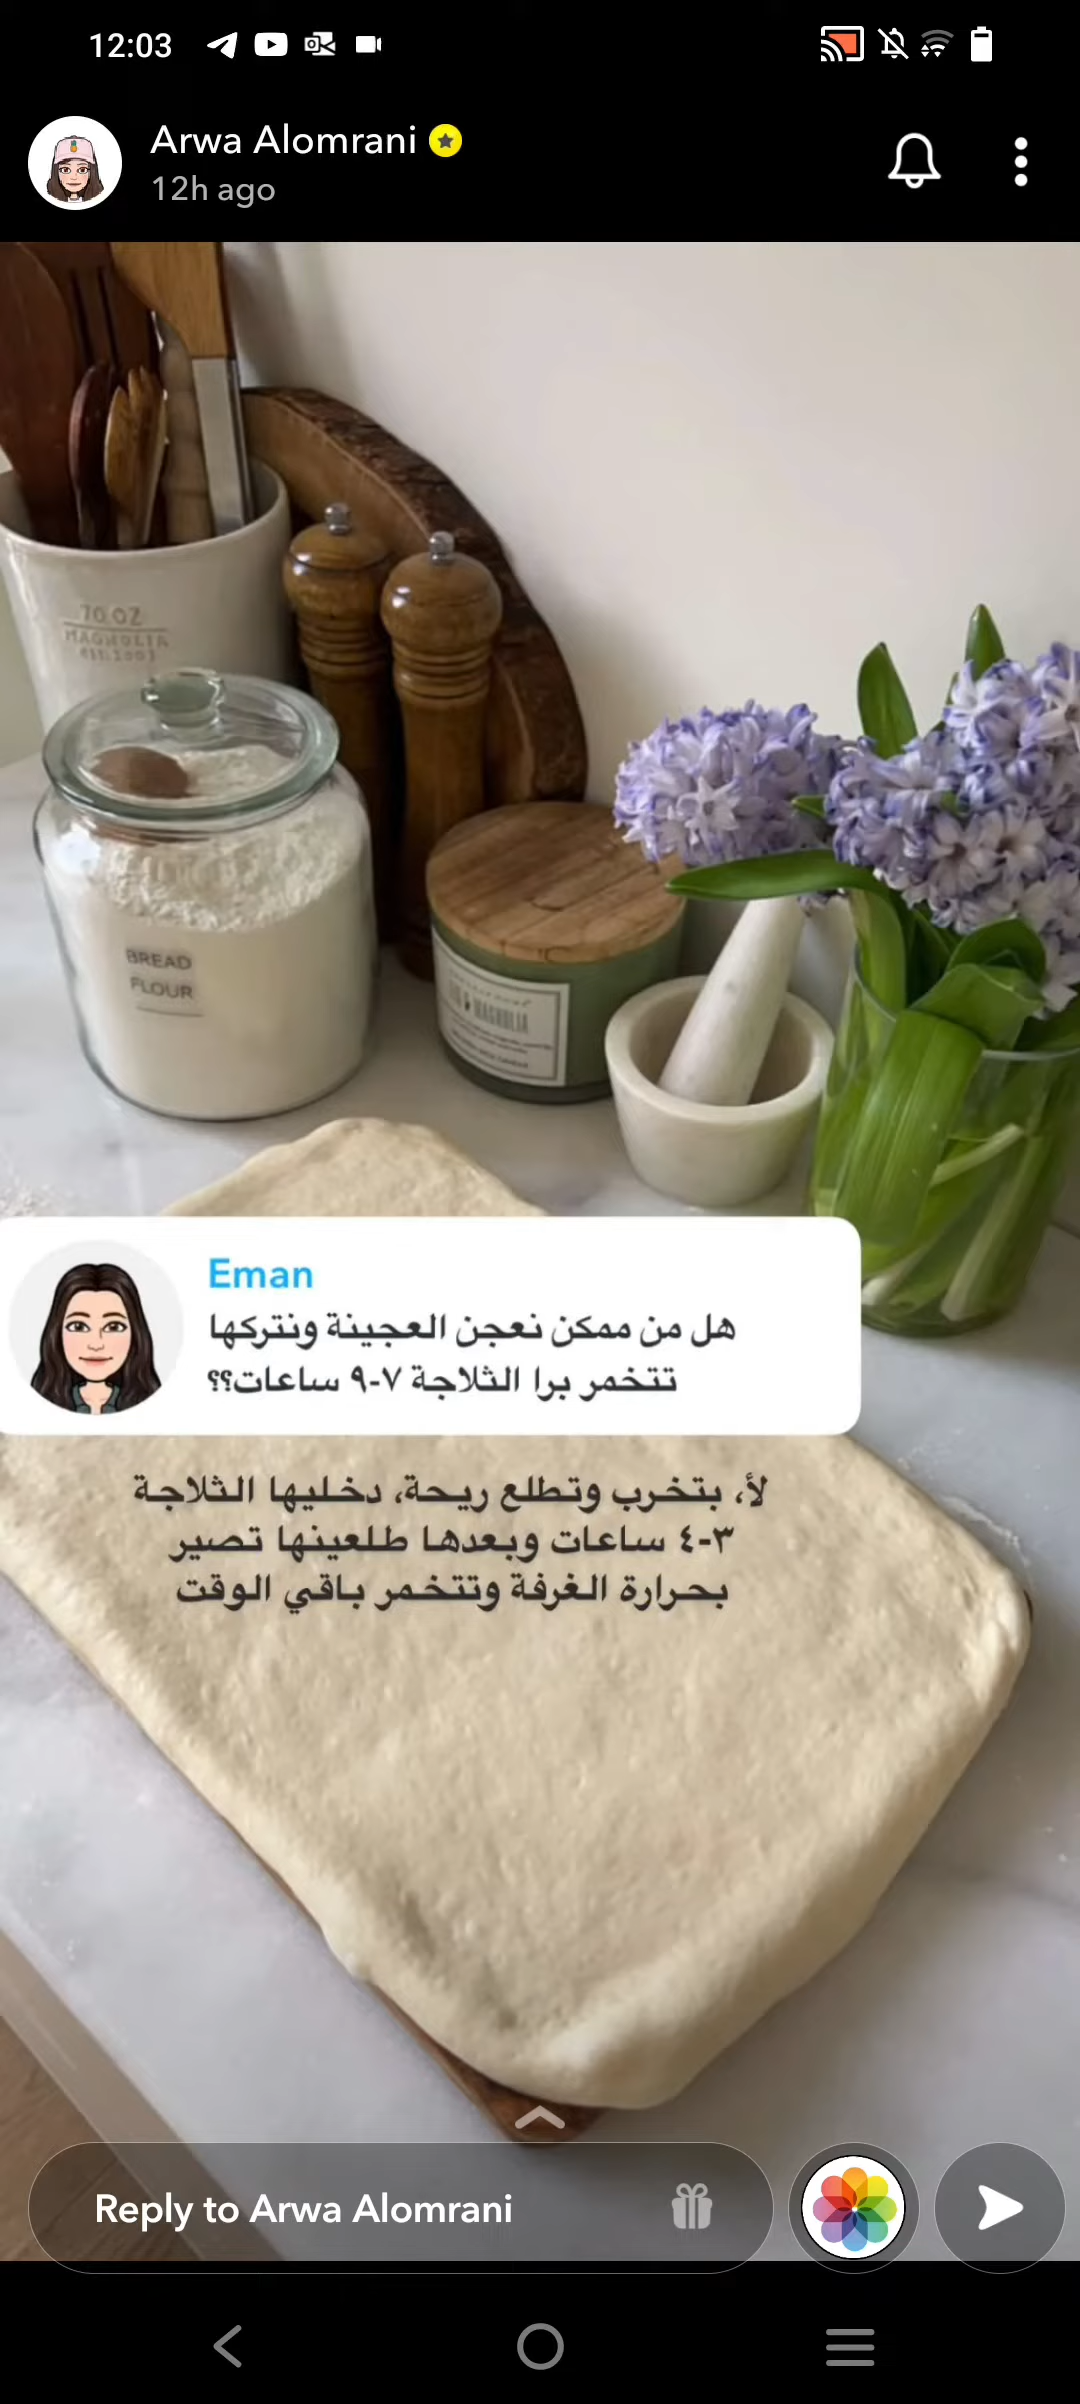 12:03
Arwa Alomrani
12h ago
70 OZ
MAGNOLIA
BREAD
FLOUR
MAGNOLIA
Eman
هل من ممكن نعجن العجينة ونتركها
تتخمر برا الثلاجة ٧-٩ ساعات؟؟
لأ، بتخرب وتطلع ريحة، دخليها الثلاجة
٣-٤ ساعات وبعدها طلعينها تصير
بحرارة الغرفة وتتخمر باقي الوقت
Reply to Arwa Alomrani